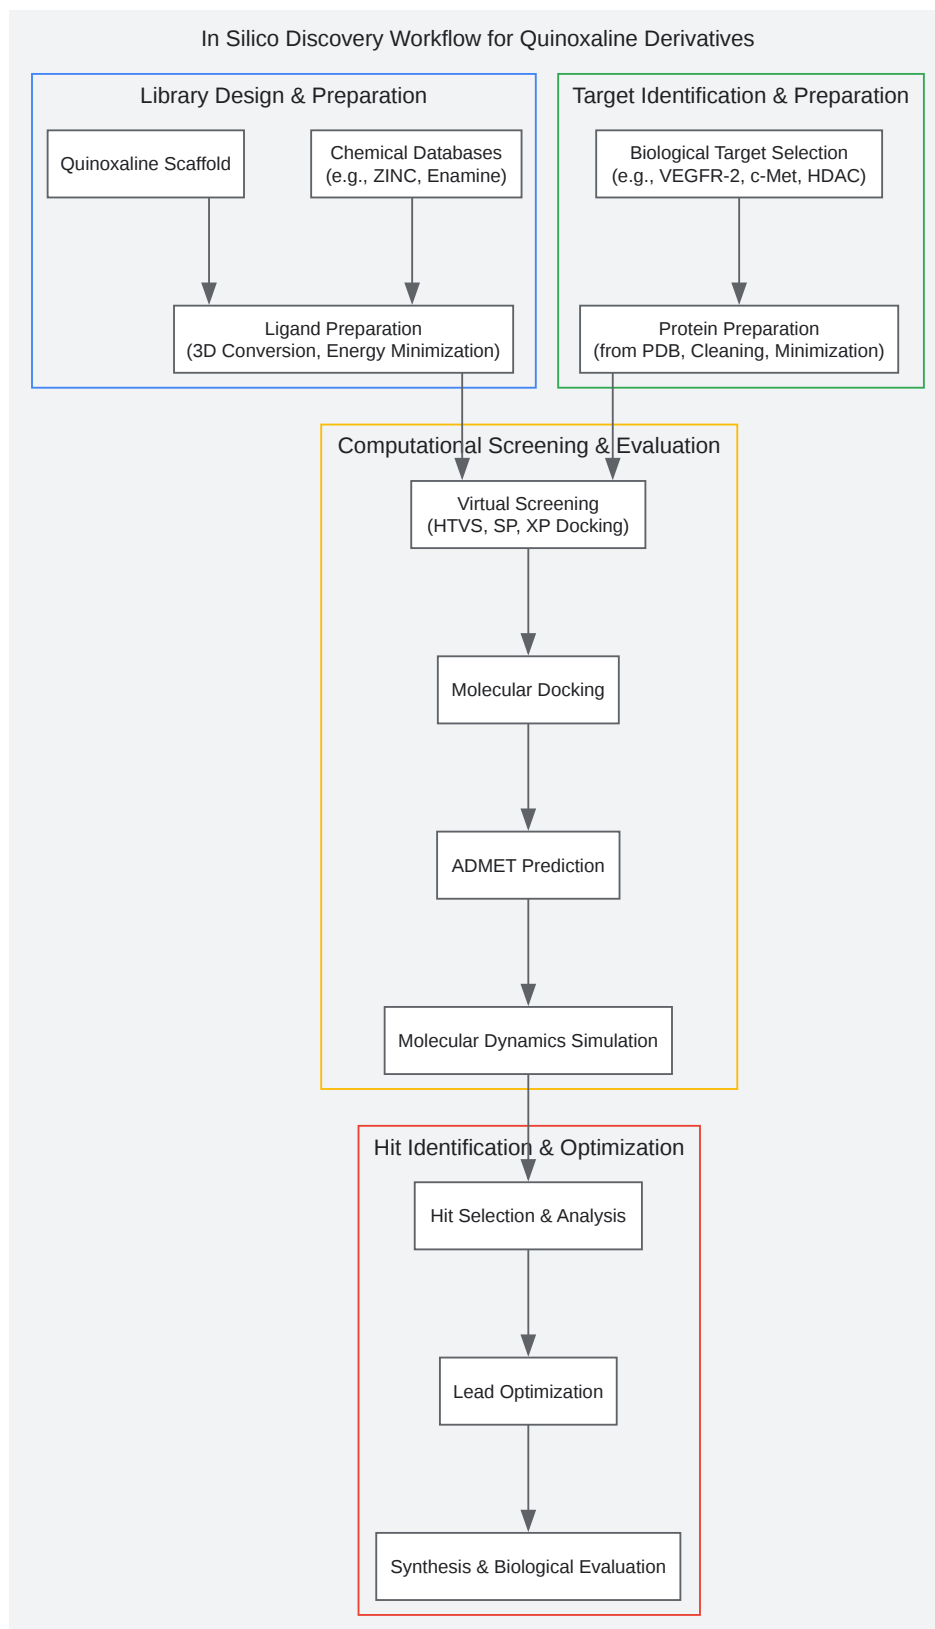 In Silico Discovery Workflow for Quinoxaline Derivatives
Library Design & Preparation
Quinoxaline Scaffold
Chemical Databases
(e.g., ZINC, Enamine)
Ligand Preparation
(3D Conversion, Energy Minimization)
Target Identification & Preparation
Biological Target Selection
(e.g., VEGFR-2, c-Met, HDAC)
Protein Preparation
(from PDB, Cleaning, Minimization)
Computational Screening & Evaluation
Virtual Screening
(HTVS, SP, XP Docking)
Molecular Docking
ADMET Prediction
Molecular Dynamics Simulation
Hit Identification & Optimization
Hit Selection & Analysis
Lead Optimization
Synthesis & Biological Evaluation